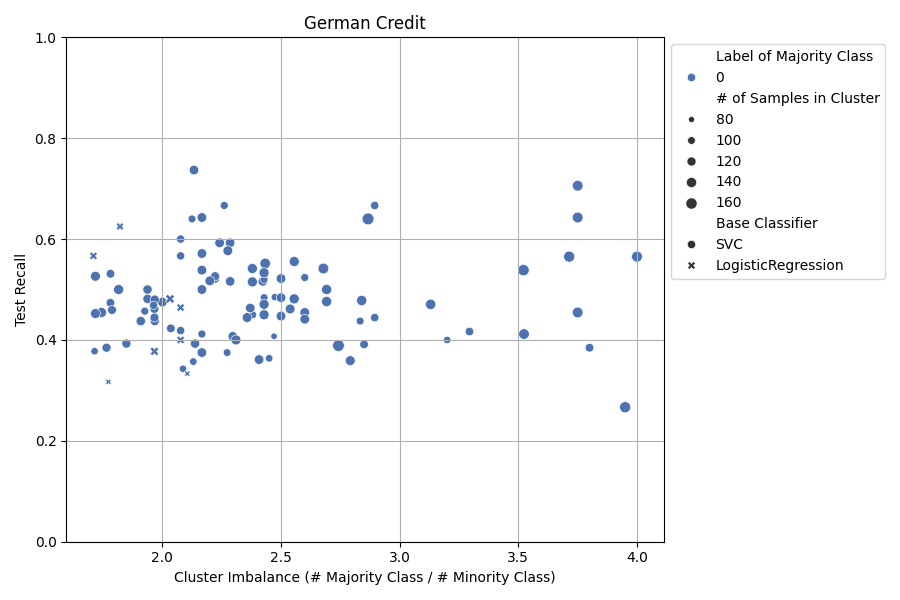 German Credit
1.0
0.8
0.6
0.4
0.2
0.0
Test Recall
2.0 2.5 3.0 3.5 4.0
Cluster Imbalance (# Majority Class / # Minority Class)
Label of Majority Class
0
# of Samples in Cluster
80
100
120
140
160
Base Classifier
SVC
LogisticRegression